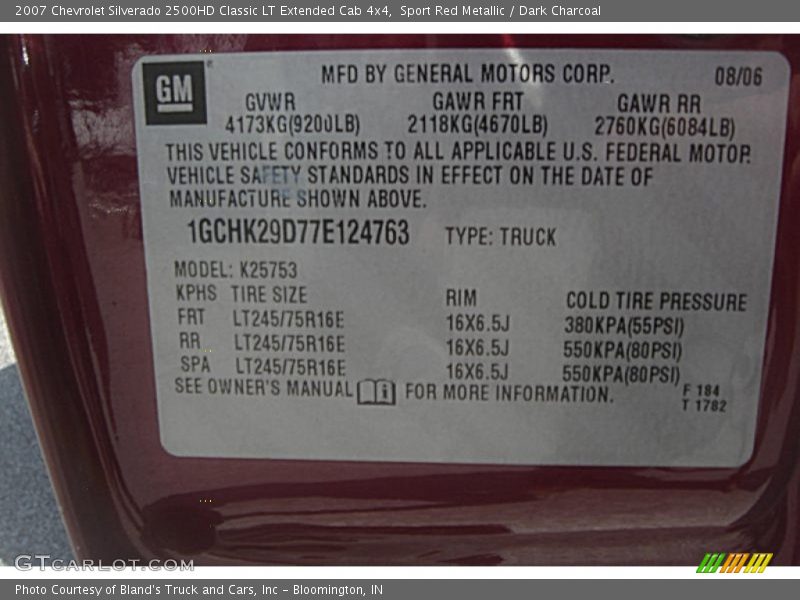 2007 Chevrolet Silverado 2500HD Classic LT Extended Cab 4x4, Sport Red Metallic / Dark Charcoal
GM
MFD BY GENERAL MOTORS CORP. 08/06
GVWR GAWR FRT GAWR RR
4173KG(9200LB) 2118KG(4670LB) 2760KG(6084LB)
THIS VEHICLE CONFORMS TO ALL APPLICABLE U.S. FEDERAL MOTOR
VEHICLE SAFETY STANDARDS IN EFFECT ON THE DATE OF
MANUFACTURE SHOWN ABOVE.
1GCHK29D77E124763 TYPE: TRUCK
MODEL: K25753
KPHS TIRE SIZE RIM COLD TIRE PRESSURE
FRT LT245/75R16E 16X6.5J 380KPA(55PSI)
RR LT245/75R16E 16X6.5J 550KPA(80PSI)
SPA LT245/75R16E 16X6.5J 550KPA(80PSI)
SEE OWNER'S MANUAL i FOR MORE INFORMATION.
F 184
T 1782
GTcarlot.com
Photo Courtesy of Bland's Truck and Cars, Inc - Bloomington, IN